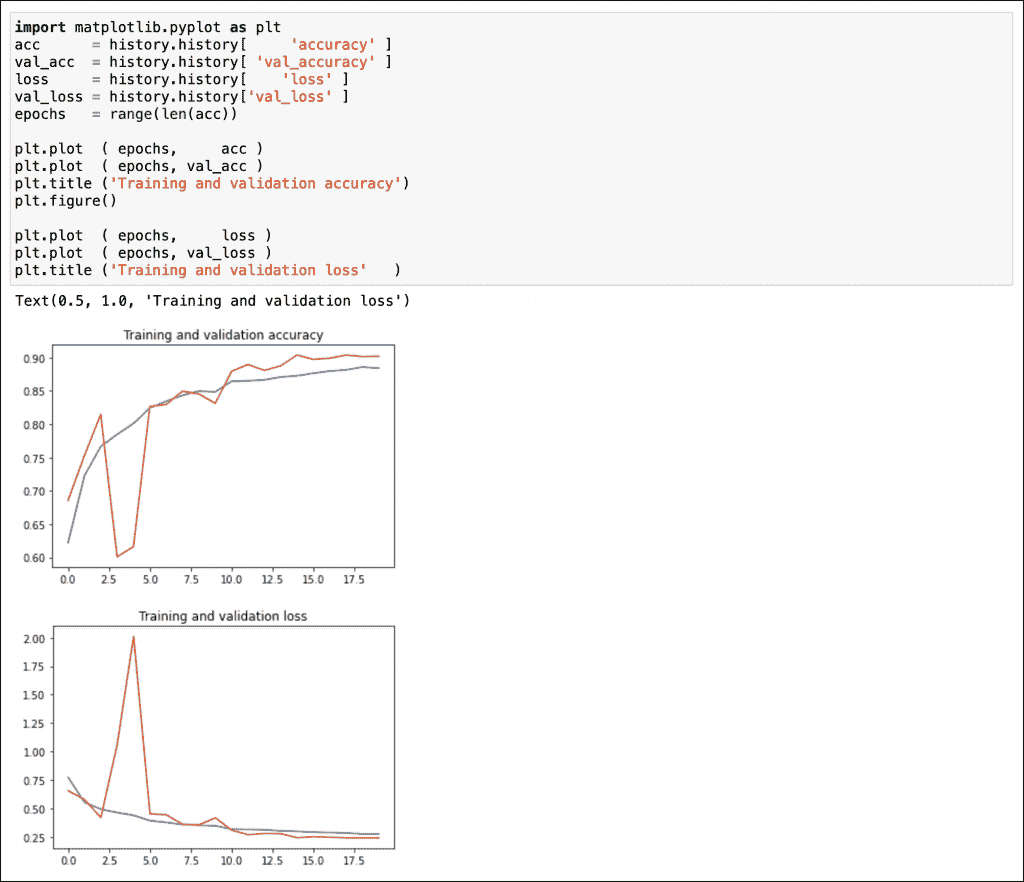 import matplotlib.pyplot as plt
acc      = history.history[     'accuracy' ]
val_acc  = history.history[ 'val_accuracy' ]
loss     = history.history[    'loss' ]
val_loss = history.history['val_loss' ]
epochs   = range(len(acc))
plt.plot  ( epochs,     acc )
plt.plot  ( epochs, val_acc )
plt.title ('Training and validation accuracy')
plt.figure()
plt.plot  ( epochs,     loss )
plt.plot  ( epochs, val_loss )
plt.title ('Training and validation loss'   )
Text(0.5, 1.0, 'Training and validation loss')
Training and validation accuracy
0.90
0.85
0.80
0.75
0.70
0.65
0.60
0.0 2.5 5.0 7.5 10.0 12.5 15.0 17.5
Training and validation loss
2.00
1.75
1.50
1.25
1.00
0.75
0.50
0.25
0.0 2.5 5.0 7.5 10.0 12.5 15.0 17.5